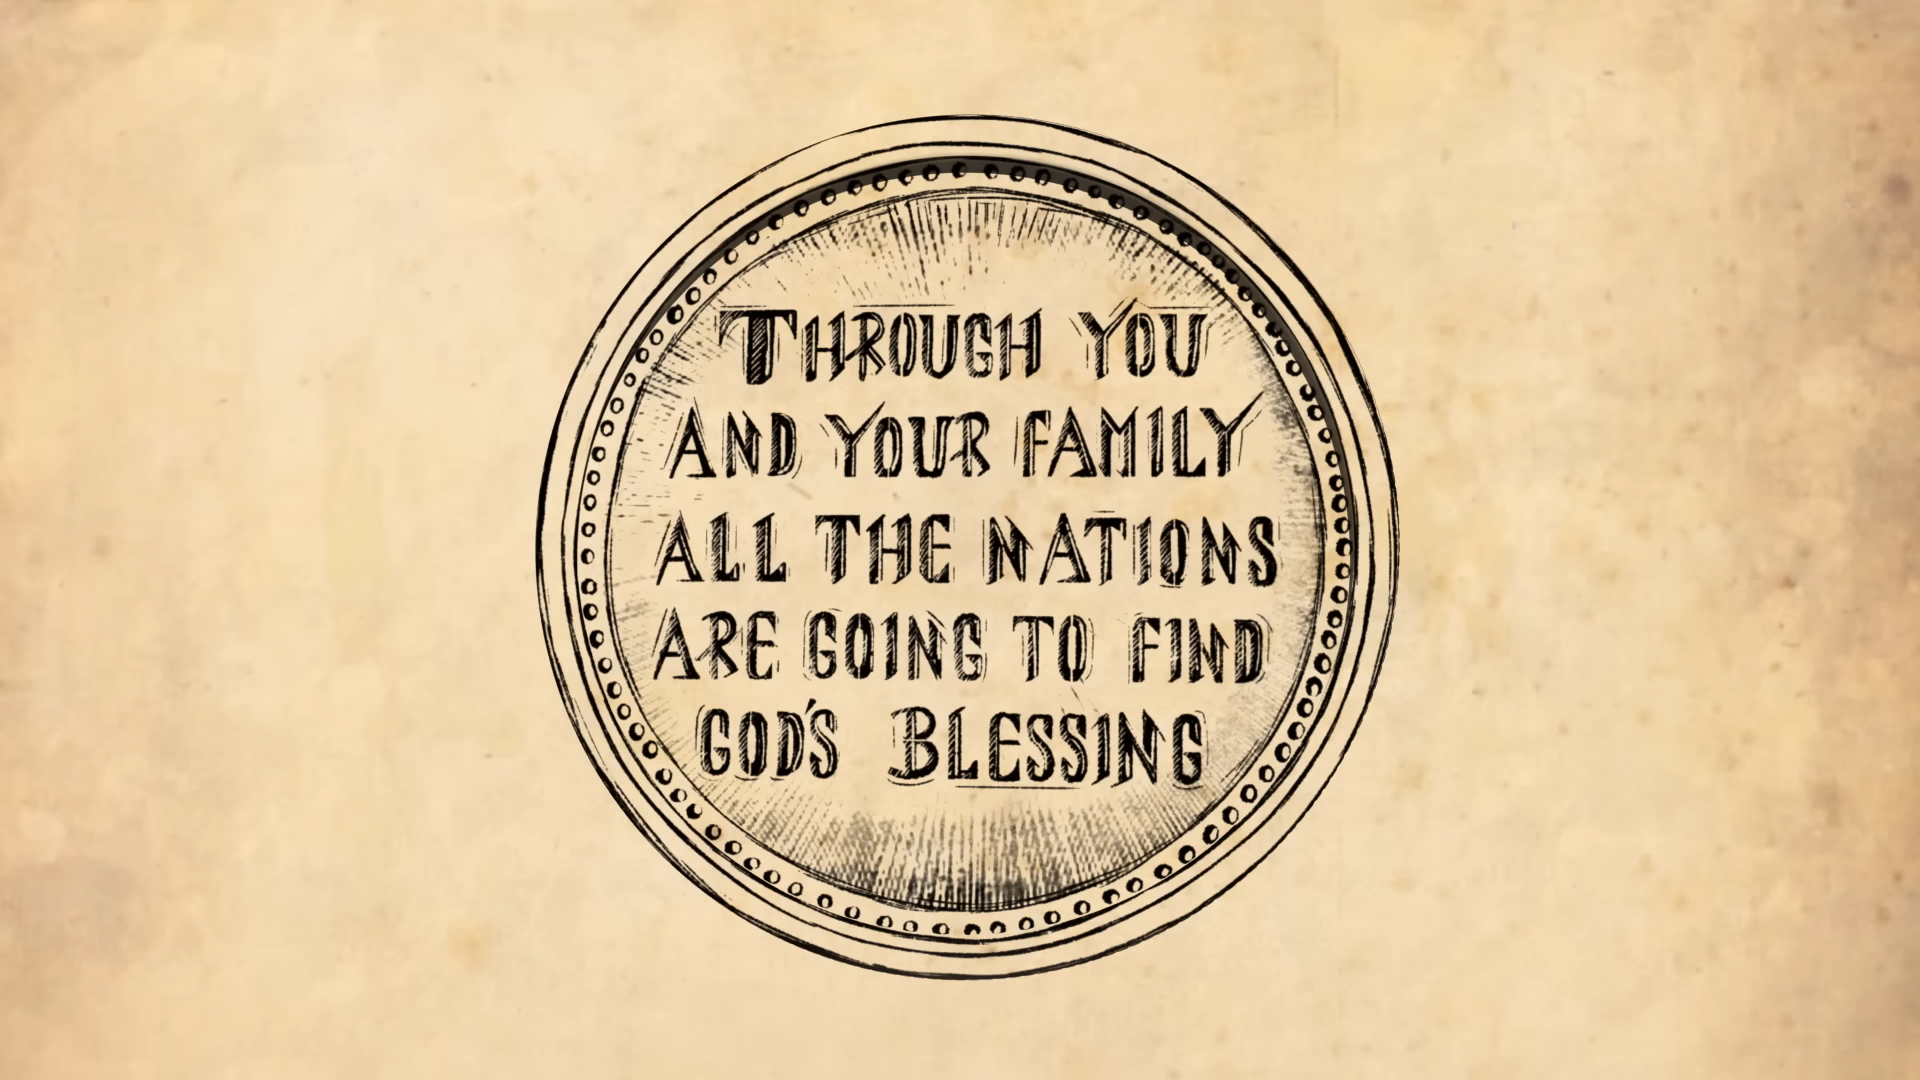 THROUGH YOU
AND YOUR FAMILY
ALL THE NATIONS
ARE GOING TO FIND
GOD'S BLESSING